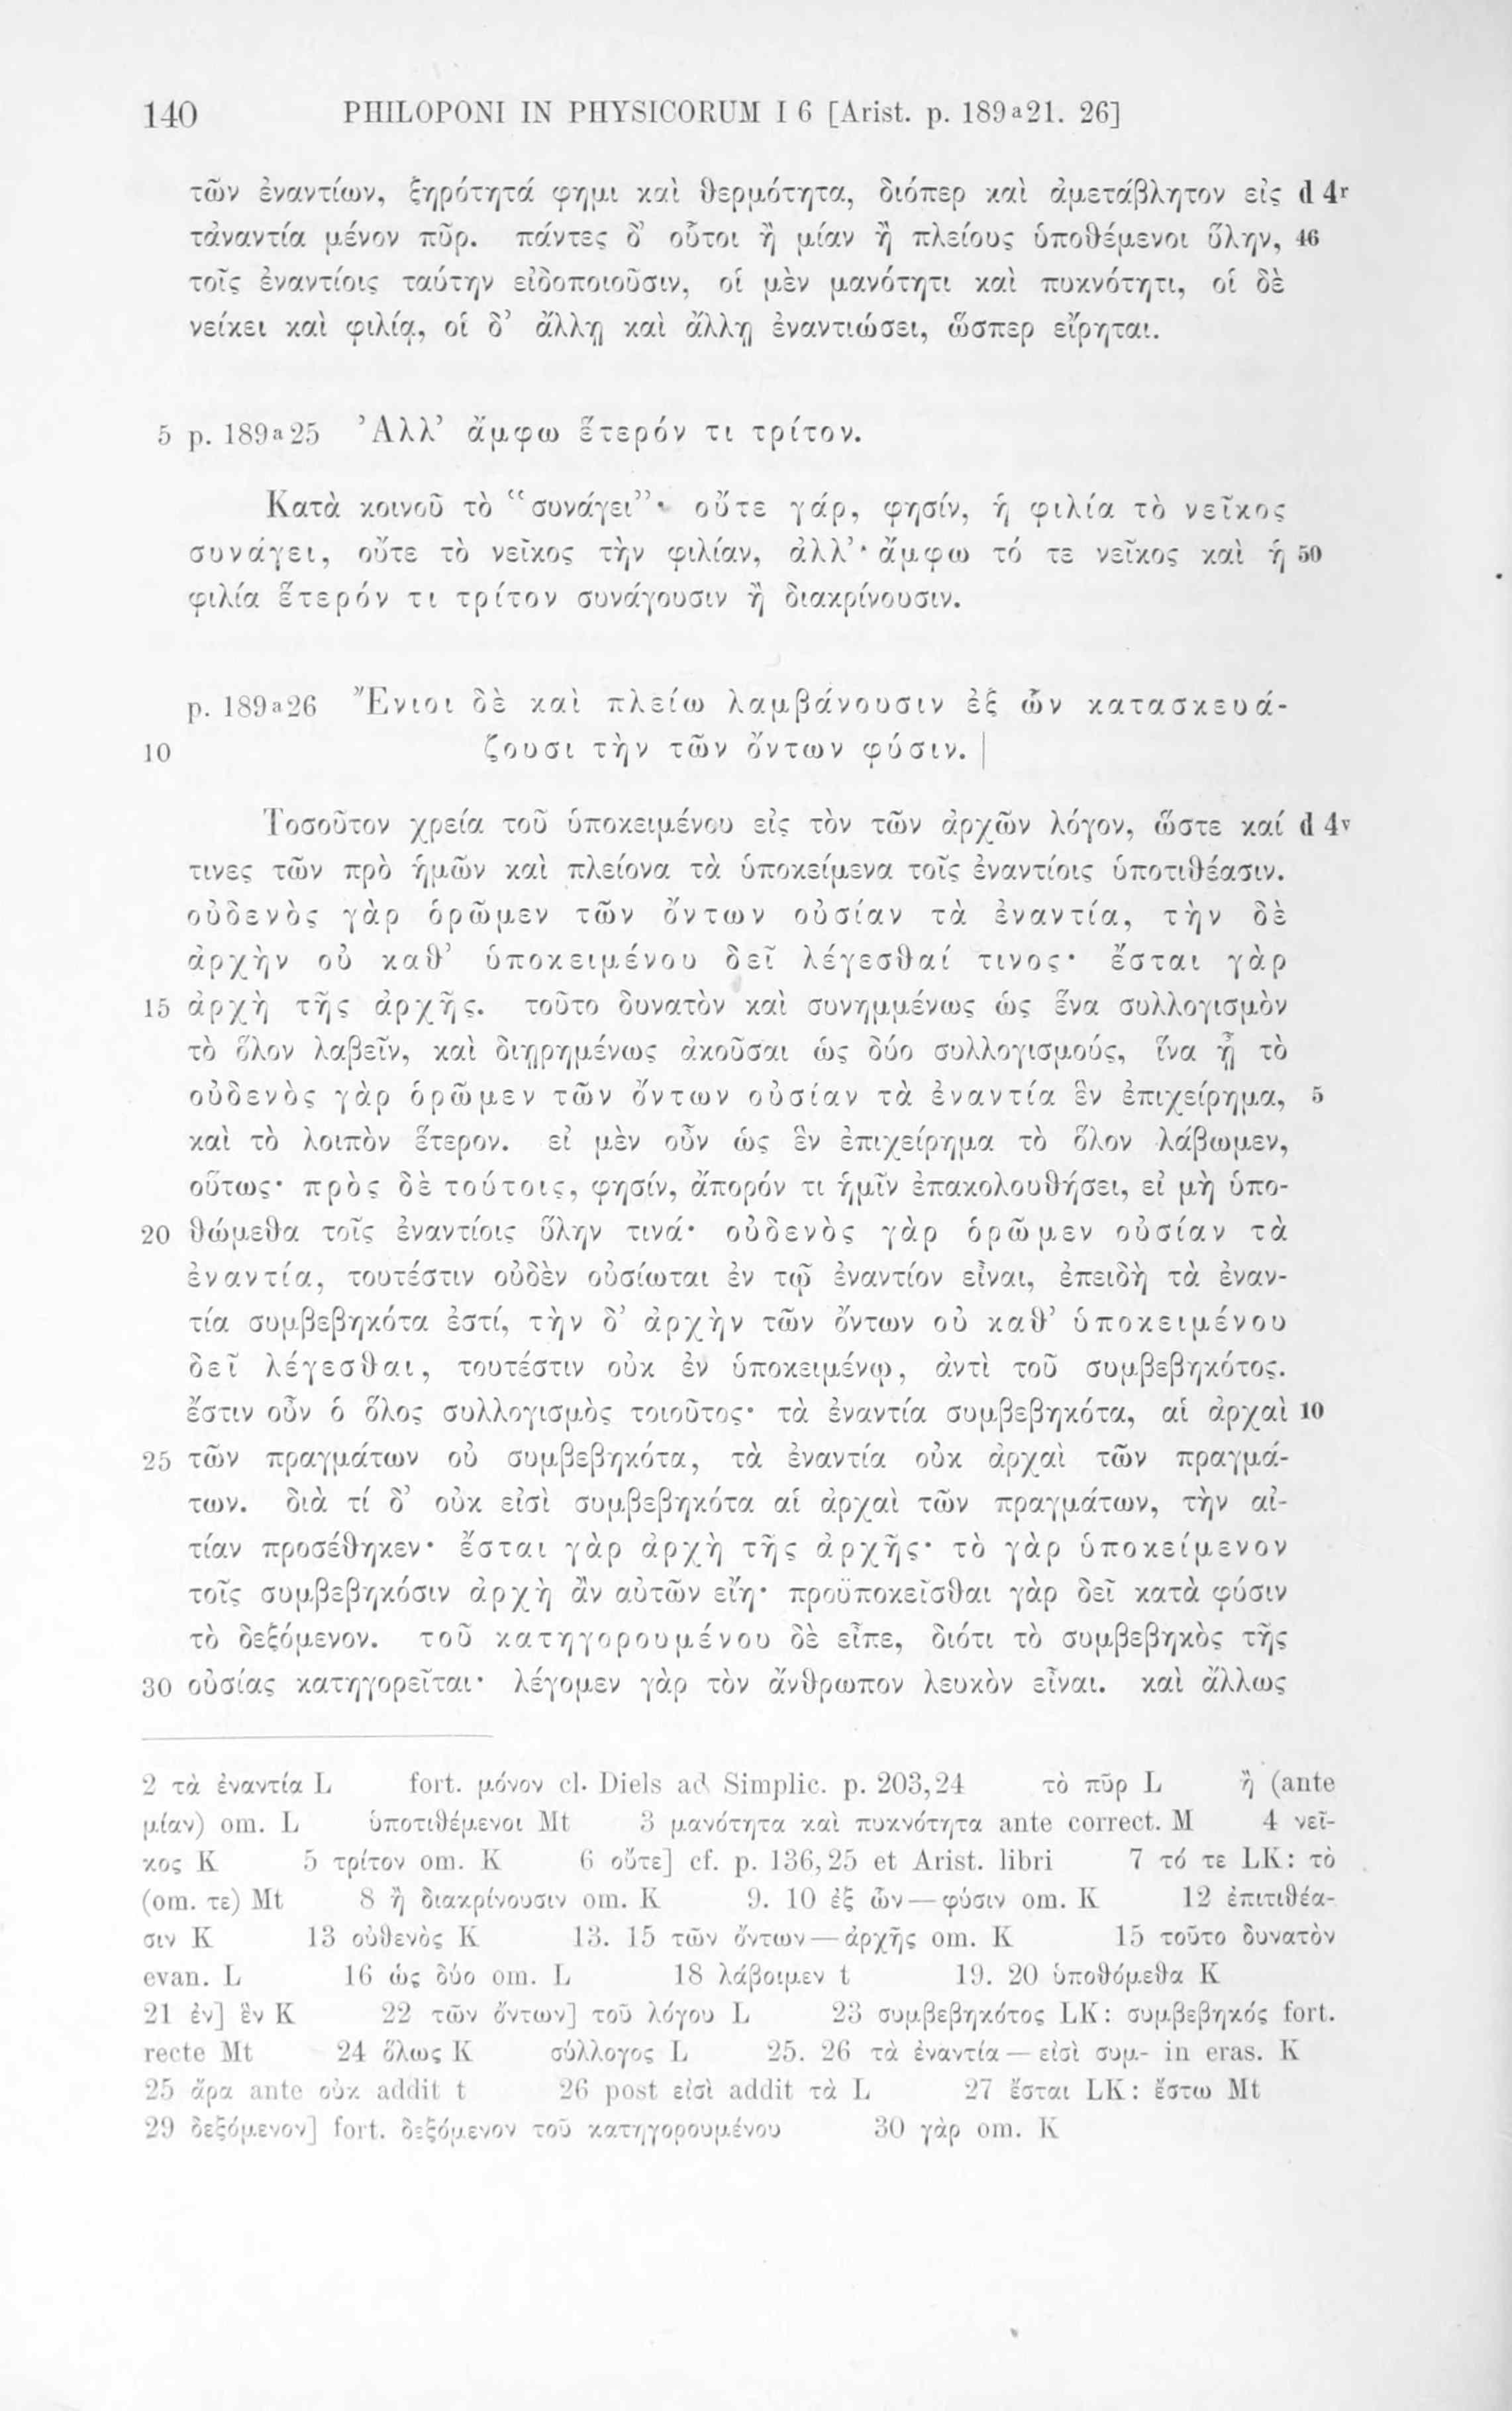 140 PHILOPONI IN PHYSICORUM I 6 [Arist. p. 189ᵃ21. 26]
τῶν ἐναντίων, ξηρότητά φημι καὶ θερμότητα, διόπερ καὶ ἀμετάβλητον εἰς d 4ʳ
τἀναντία μένον πῦρ. πάντες δ’ οὗτοι ἢ μίαν ἢ πλείους ὑποθέμενοι ὕλην, 46
τοῖς ἐναντίοις ταύτην εἰδοποιοῦσιν, οἱ μὲν μανότητι καὶ πυκνότητι, οἱ δὲ
νείκει καὶ φιλίᾳ, οἱ δ’ ἄλλῃ καὶ ἄλλῃ ἐναντιώσει, ὥσπερ εἴρηται.
5 p. 189ᵃ25 Ἀλλ’ ἄμφω ἕτερόν τι τρίτον.
Κατὰ κοινοῦ τὸ “συνάγει”· οὔτε γάρ, φησίν, ἡ φιλία τὸ νεῖκος
συνάγει, οὔτε τὸ νεῖκος τὴν φιλίαν, ἀλλ’ ἄμφω τό τε νεῖκος καὶ ἡ 50
φιλία ἕτερόν τι τρίτον συνάγουσιν ἢ διακρίνουσιν.
p. 189ᵃ26 Ἔνιοι δὲ καὶ πλείω λαμβάνουσιν ἐξ ὧν κατασκευά-
10 ζουσι τὴν τῶν ὄντων φύσιν. |
Τοσοῦτον χρεία τοῦ ὑποκειμένου εἰς τὸν τῶν ἀρχῶν λόγον, ὥστε καί d 4ᵛ
τινες τῶν πρὸ ἡμῶν καὶ πλείονα τὰ ὑποκείμενα τοῖς ἐναντίοις ὑποτιθέασιν.
οὐδενὸς γὰρ ὁρῶμεν τῶν ὄντων οὐσίαν τὰ ἐναντία, τὴν δὲ
ἀρχὴν οὐ καθ’ ὑποκειμένου δεῖ λέγεσθαί τινος· ἔσται γὰρ
15 ἀρχὴ τῆς ἀρχῆς. τοῦτο δυνατὸν καὶ συνημμένως ὡς ἕνα συλλογισμὸν
τὸ ὅλον λαβεῖν, καὶ διῃρημένως ἀκοῦσαι ὡς δύο συλλογισμούς, ἵνα ᾖ τὸ
οὐδενὸς γὰρ ὁρῶμεν τῶν ὄντων οὐσίαν τὰ ἐναντία ἓν ἐπιχείρημα, 5
καὶ τὸ λοιπὸν ἕτερον. εἰ μὲν οὖν ὡς ἓν ἐπιχείρημα τὸ ὅλον λάβωμεν,
οὕτως· πρὸς δὲ τούτοις, φησίν, ἄπορόν τι ἡμῖν ἐπακολουθήσει, εἰ μὴ ὑπο-
20 θώμεθα τοῖς ἐναντίοις ὕλην τινά· οὐδενὸς γὰρ ὁρῶμεν οὐσίαν τὰ
ἐναντία, τουτέστιν οὐδὲν οὐσίωται ἐν τῷ ἐναντίον εἶναι, ἐπειδὴ τὰ ἐναν-
τία συμβεβηκότα ἐστί, τὴν δ’ ἀρχὴν τῶν ὄντων οὐ καθ’ ὑποκειμένου
δεῖ λέγεσθαι, τουτέστιν οὐκ ἐν ὑποκειμένῳ, ἀντὶ τοῦ συμβεβηκότος.
ἔστιν οὖν ὁ ὅλος συλλογισμὸς τοιοῦτος· τὰ ἐναντία συμβεβηκότα, αἱ ἀρχαὶ 10
25 τῶν πραγμάτων οὐ συμβεβηκότα, τὰ ἐναντία οὐκ ἀρχαὶ τῶν πραγμά-
των. διὰ τί δ’ οὐκ εἰσὶ συμβεβηκότα αἱ ἀρχαὶ τῶν πραγμάτων, τὴν αἰ-
τίαν προσέθηκεν· ἔσται γὰρ ἀρχὴ τῆς ἀρχῆς· τὸ γὰρ ὑποκείμενον
τοῖς συμβεβηκόσιν ἀρχὴ ἂν αὐτῶν εἴη· προϋποκεῖσθαι γὰρ δεῖ κατὰ φύσιν
τὸ δεξόμενον. τοῦ κατηγορουμένου δὲ εἶπε, διότι τὸ συμβεβηκὸς τῆς
30 οὐσίας κατηγορεῖται· λέγομεν γὰρ τὸν ἄνθρωπον λευκὸν εἶναι. καὶ ἄλλως
2 τὰ ἐναντία L fort. μόνον cl. Diels ad Simplic. p. 203,24 τὸ πῦρ L ἢ (ante
μίαν) om. L ὑποτιθέμενοι Mt 3 μανότητα καὶ πυκνότητα ante correct. M 4 νεῖ-
κος K 5 τρίτον om. K 6 οὔτε] cf. p. 136,25 et Arist. libri 7 τό τε LK: τὸ
(om. τε) Mt 8 ἢ διακρίνουσιν om. K 9. 10 ἐξ ὧν — φύσιν om. K 12 ἐπιτιθέα-
σιν K 13 οὐθενὸς K 13. 15 τῶν ὄντων — ἀρχῆς om. K 15 τοῦτο δυνατὸν
evan. L 16 ὡς δύο om. L 18 λάβοιμεν t 19. 20 ὑποθόμεθα K
21 ἐν] ἓν K 22 τῶν ὄντων] τοῦ λόγου L 23 συμβεβηκότος LK: συμβεβηκός fort.
recte Mt 24 ὅλως K σύλλογος L 25. 26 τὰ ἐναντία — εἰσὶ συμ- in eras. K
25 ἄρα ante οὐκ addit t 26 post εἰσὶ addit τὰ L 27 ἔσται LK: ἔστω Mt
29 δεξόμενον] fort. δεξόμενον τοῦ κατηγορουμένου 30 γὰρ om. K